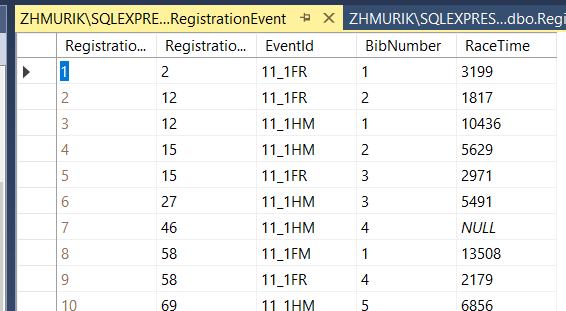 ZHMURIK\SQLEXPRE...RegistrationEvent ZHMURIK\SQLEXPRES...dbo.Regi
Registratio... Registratio... EventId BibNumber RaceTime
1 2 11_1FR 1 3199
2 12 11_1FR 2 1817
3 12 11_1HM 1 10436
4 15 11_1HM 2 5629
5 15 11_1FR 3 2971
6 27 11_1HM 3 5491
7 46 11_1HM 4 NULL
8 58 11_1FM 1 13508
9 58 11_1FR 4 2179
10 69 11_1HM 5 6856